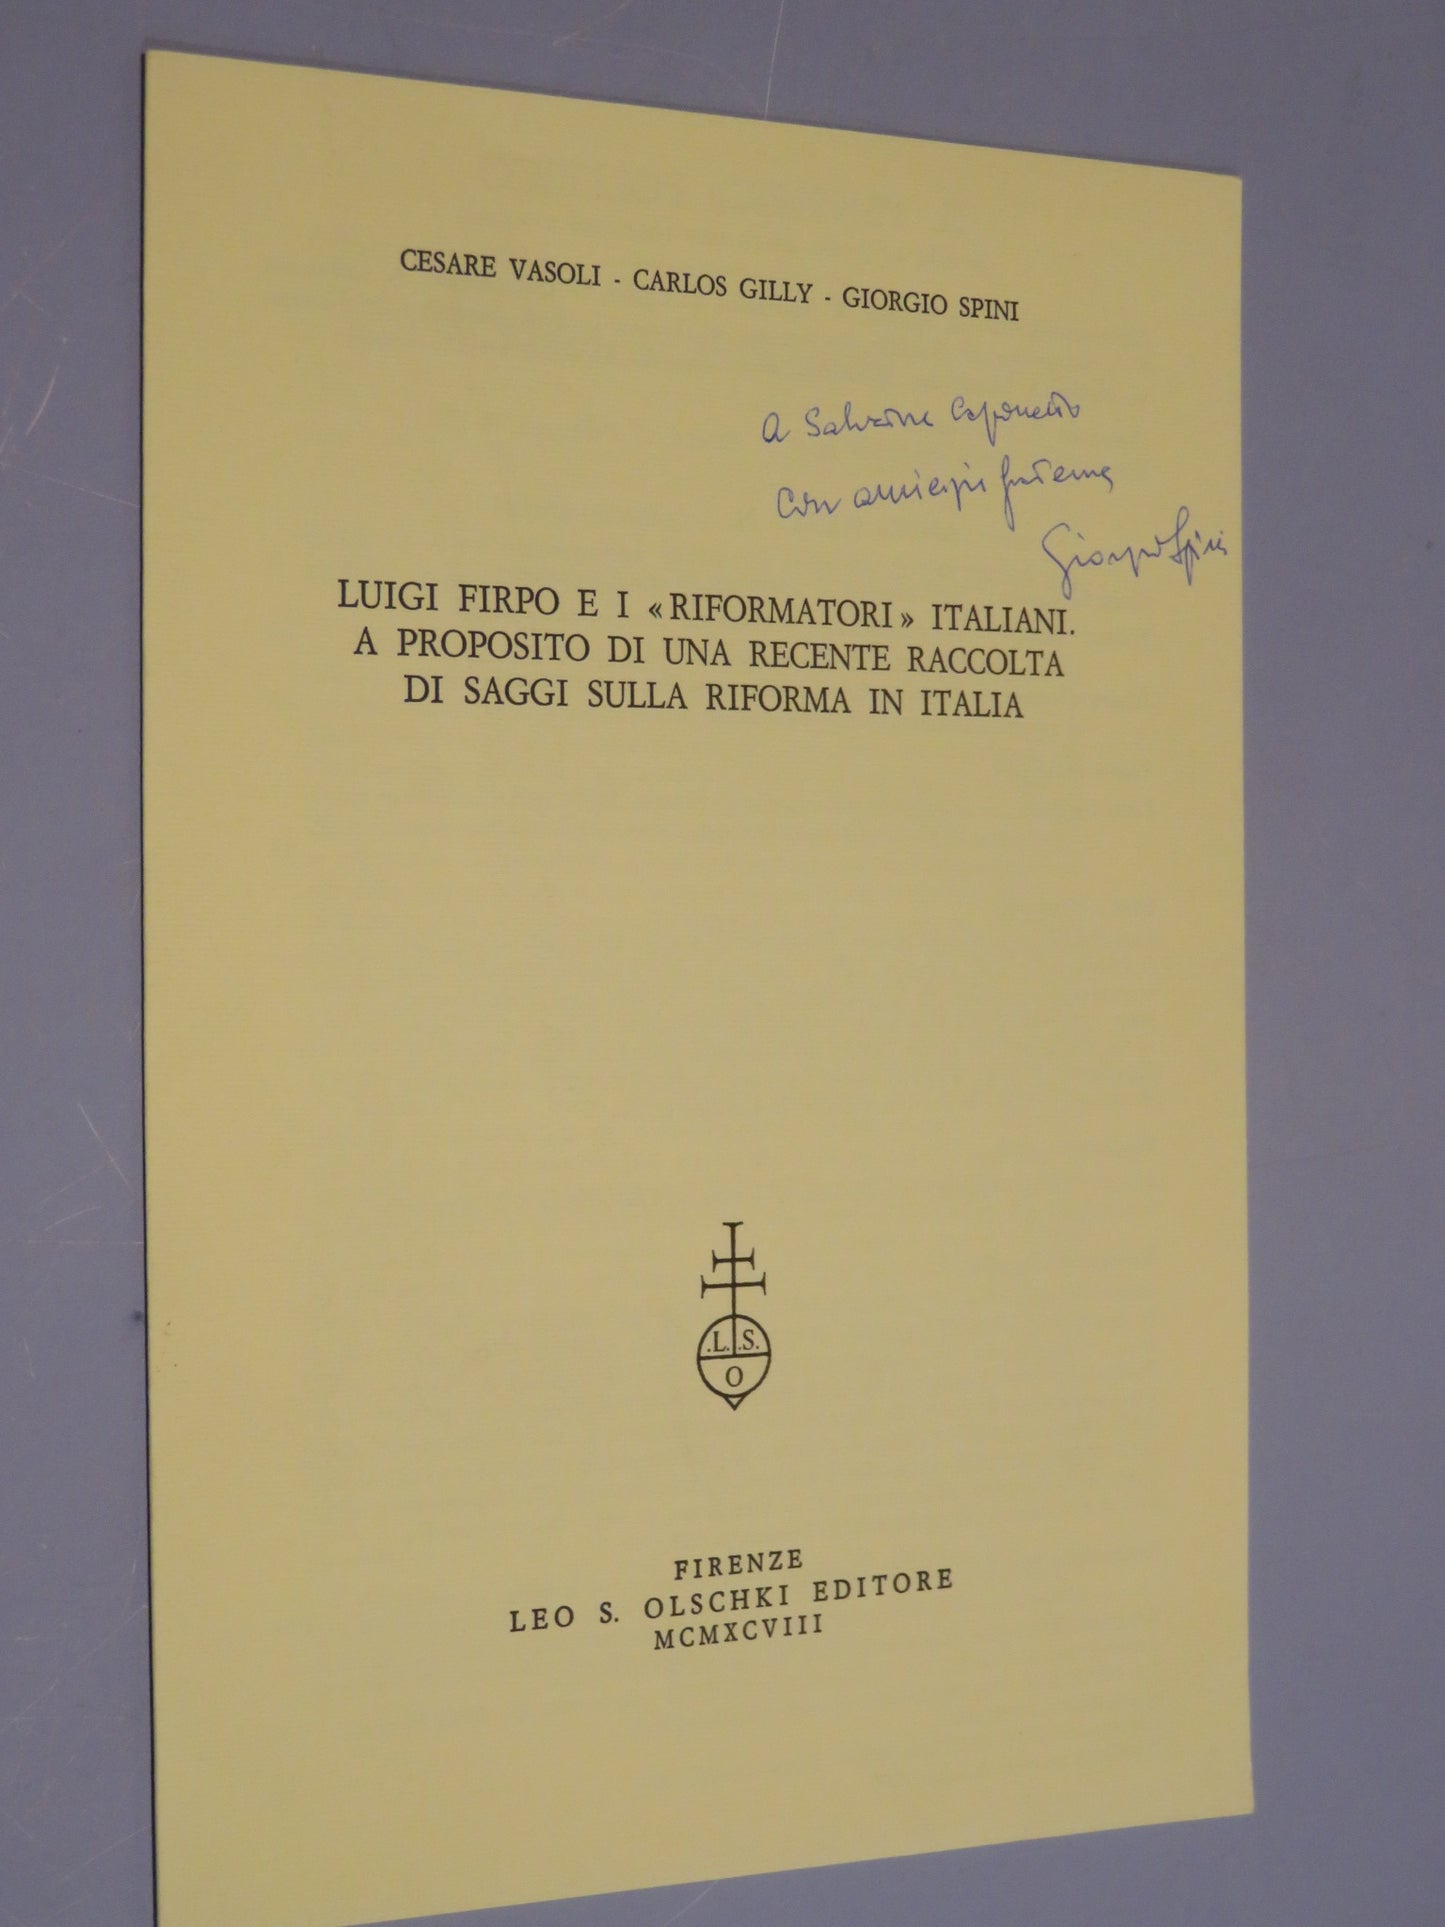 CESARE VASOLI - CARLOS GILLY - GIORGIO SPINI
A Salvatore Caponetto
Con amicizia fraterna
Giorgio Spini
LUIGI FIRPO E I «RIFORMATORI» ITALIANI.
A PROPOSITO DI UNA RECENTE RACCOLTA
DI SAGGI SULLA RIFORMA IN ITALIA
.L. .S.
O
FIRENZE
LEO S. OLSCHKI EDITORE
MCMXCVIII